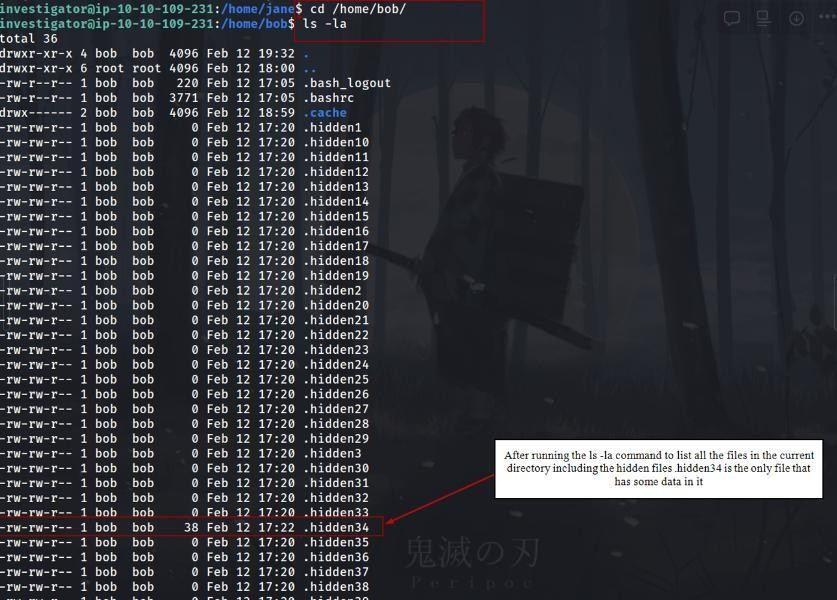 investigator@ip-10-10-109-231:/home/jane$ cd /home/bob/
investigator@ip-10-10-109-231:/home/bob$ ls -la
total 36
drwxr-xr-x 4 bob  bob  4096 Feb 12 19:32 .
drwxr-xr-x 6 root root 4096 Feb 12 18:00 ..
-rw-r--r-- 1 bob  bob   220 Feb 12 17:05 .bash_logout
-rw-r--r-- 1 bob  bob  3771 Feb 12 17:05 .bashrc
drwx------ 2 bob  bob  4096 Feb 12 18:59 .cache
-rw-rw-r-- 1 bob  bob     0 Feb 12 17:20 .hidden1
-rw-rw-r-- 1 bob  bob     0 Feb 12 17:20 .hidden10
-rw-rw-r-- 1 bob  bob     0 Feb 12 17:20 .hidden11
-rw-rw-r-- 1 bob  bob     0 Feb 12 17:20 .hidden12
-rw-rw-r-- 1 bob  bob     0 Feb 12 17:20 .hidden13
-rw-rw-r-- 1 bob  bob     0 Feb 12 17:20 .hidden14
-rw-rw-r-- 1 bob  bob     0 Feb 12 17:20 .hidden15
-rw-rw-r-- 1 bob  bob     0 Feb 12 17:20 .hidden16
-rw-rw-r-- 1 bob  bob     0 Feb 12 17:20 .hidden17
-rw-rw-r-- 1 bob  bob     0 Feb 12 17:20 .hidden18
-rw-rw-r-- 1 bob  bob     0 Feb 12 17:20 .hidden19
-rw-rw-r-- 1 bob  bob     0 Feb 12 17:20 .hidden2
-rw-rw-r-- 1 bob  bob     0 Feb 12 17:20 .hidden20
-rw-rw-r-- 1 bob  bob     0 Feb 12 17:20 .hidden21
-rw-rw-r-- 1 bob  bob     0 Feb 12 17:20 .hidden22
-rw-rw-r-- 1 bob  bob     0 Feb 12 17:20 .hidden23
-rw-rw-r-- 1 bob  bob     0 Feb 12 17:20 .hidden24
-rw-rw-r-- 1 bob  bob     0 Feb 12 17:20 .hidden25
-rw-rw-r-- 1 bob  bob     0 Feb 12 17:20 .hidden26
-rw-rw-r-- 1 bob  bob     0 Feb 12 17:20 .hidden27
-rw-rw-r-- 1 bob  bob     0 Feb 12 17:20 .hidden28
-rw-rw-r-- 1 bob  bob     0 Feb 12 17:20 .hidden29
-rw-rw-r-- 1 bob  bob     0 Feb 12 17:20 .hidden3
-rw-rw-r-- 1 bob  bob     0 Feb 12 17:20 .hidden30
-rw-rw-r-- 1 bob  bob     0 Feb 12 17:20 .hidden31
-rw-rw-r-- 1 bob  bob     0 Feb 12 17:20 .hidden32
-rw-rw-r-- 1 bob  bob     0 Feb 12 17:20 .hidden33
-rw-rw-r-- 1 bob  bob    38 Feb 12 17:22 .hidden34
-rw-rw-r-- 1 bob  bob     0 Feb 12 17:20 .hidden35
-rw-rw-r-- 1 bob  bob     0 Feb 12 17:20 .hidden36
-rw-rw-r-- 1 bob  bob     0 Feb 12 17:20 .hidden37
-rw-rw-r-- 1 bob  bob     0 Feb 12 17:20 .hidden38
After running the ls -la command to list all the files in the current
directory including the hidden files .hidden34 is the only file that
has some data in it
鬼滅の刃
Peripoc